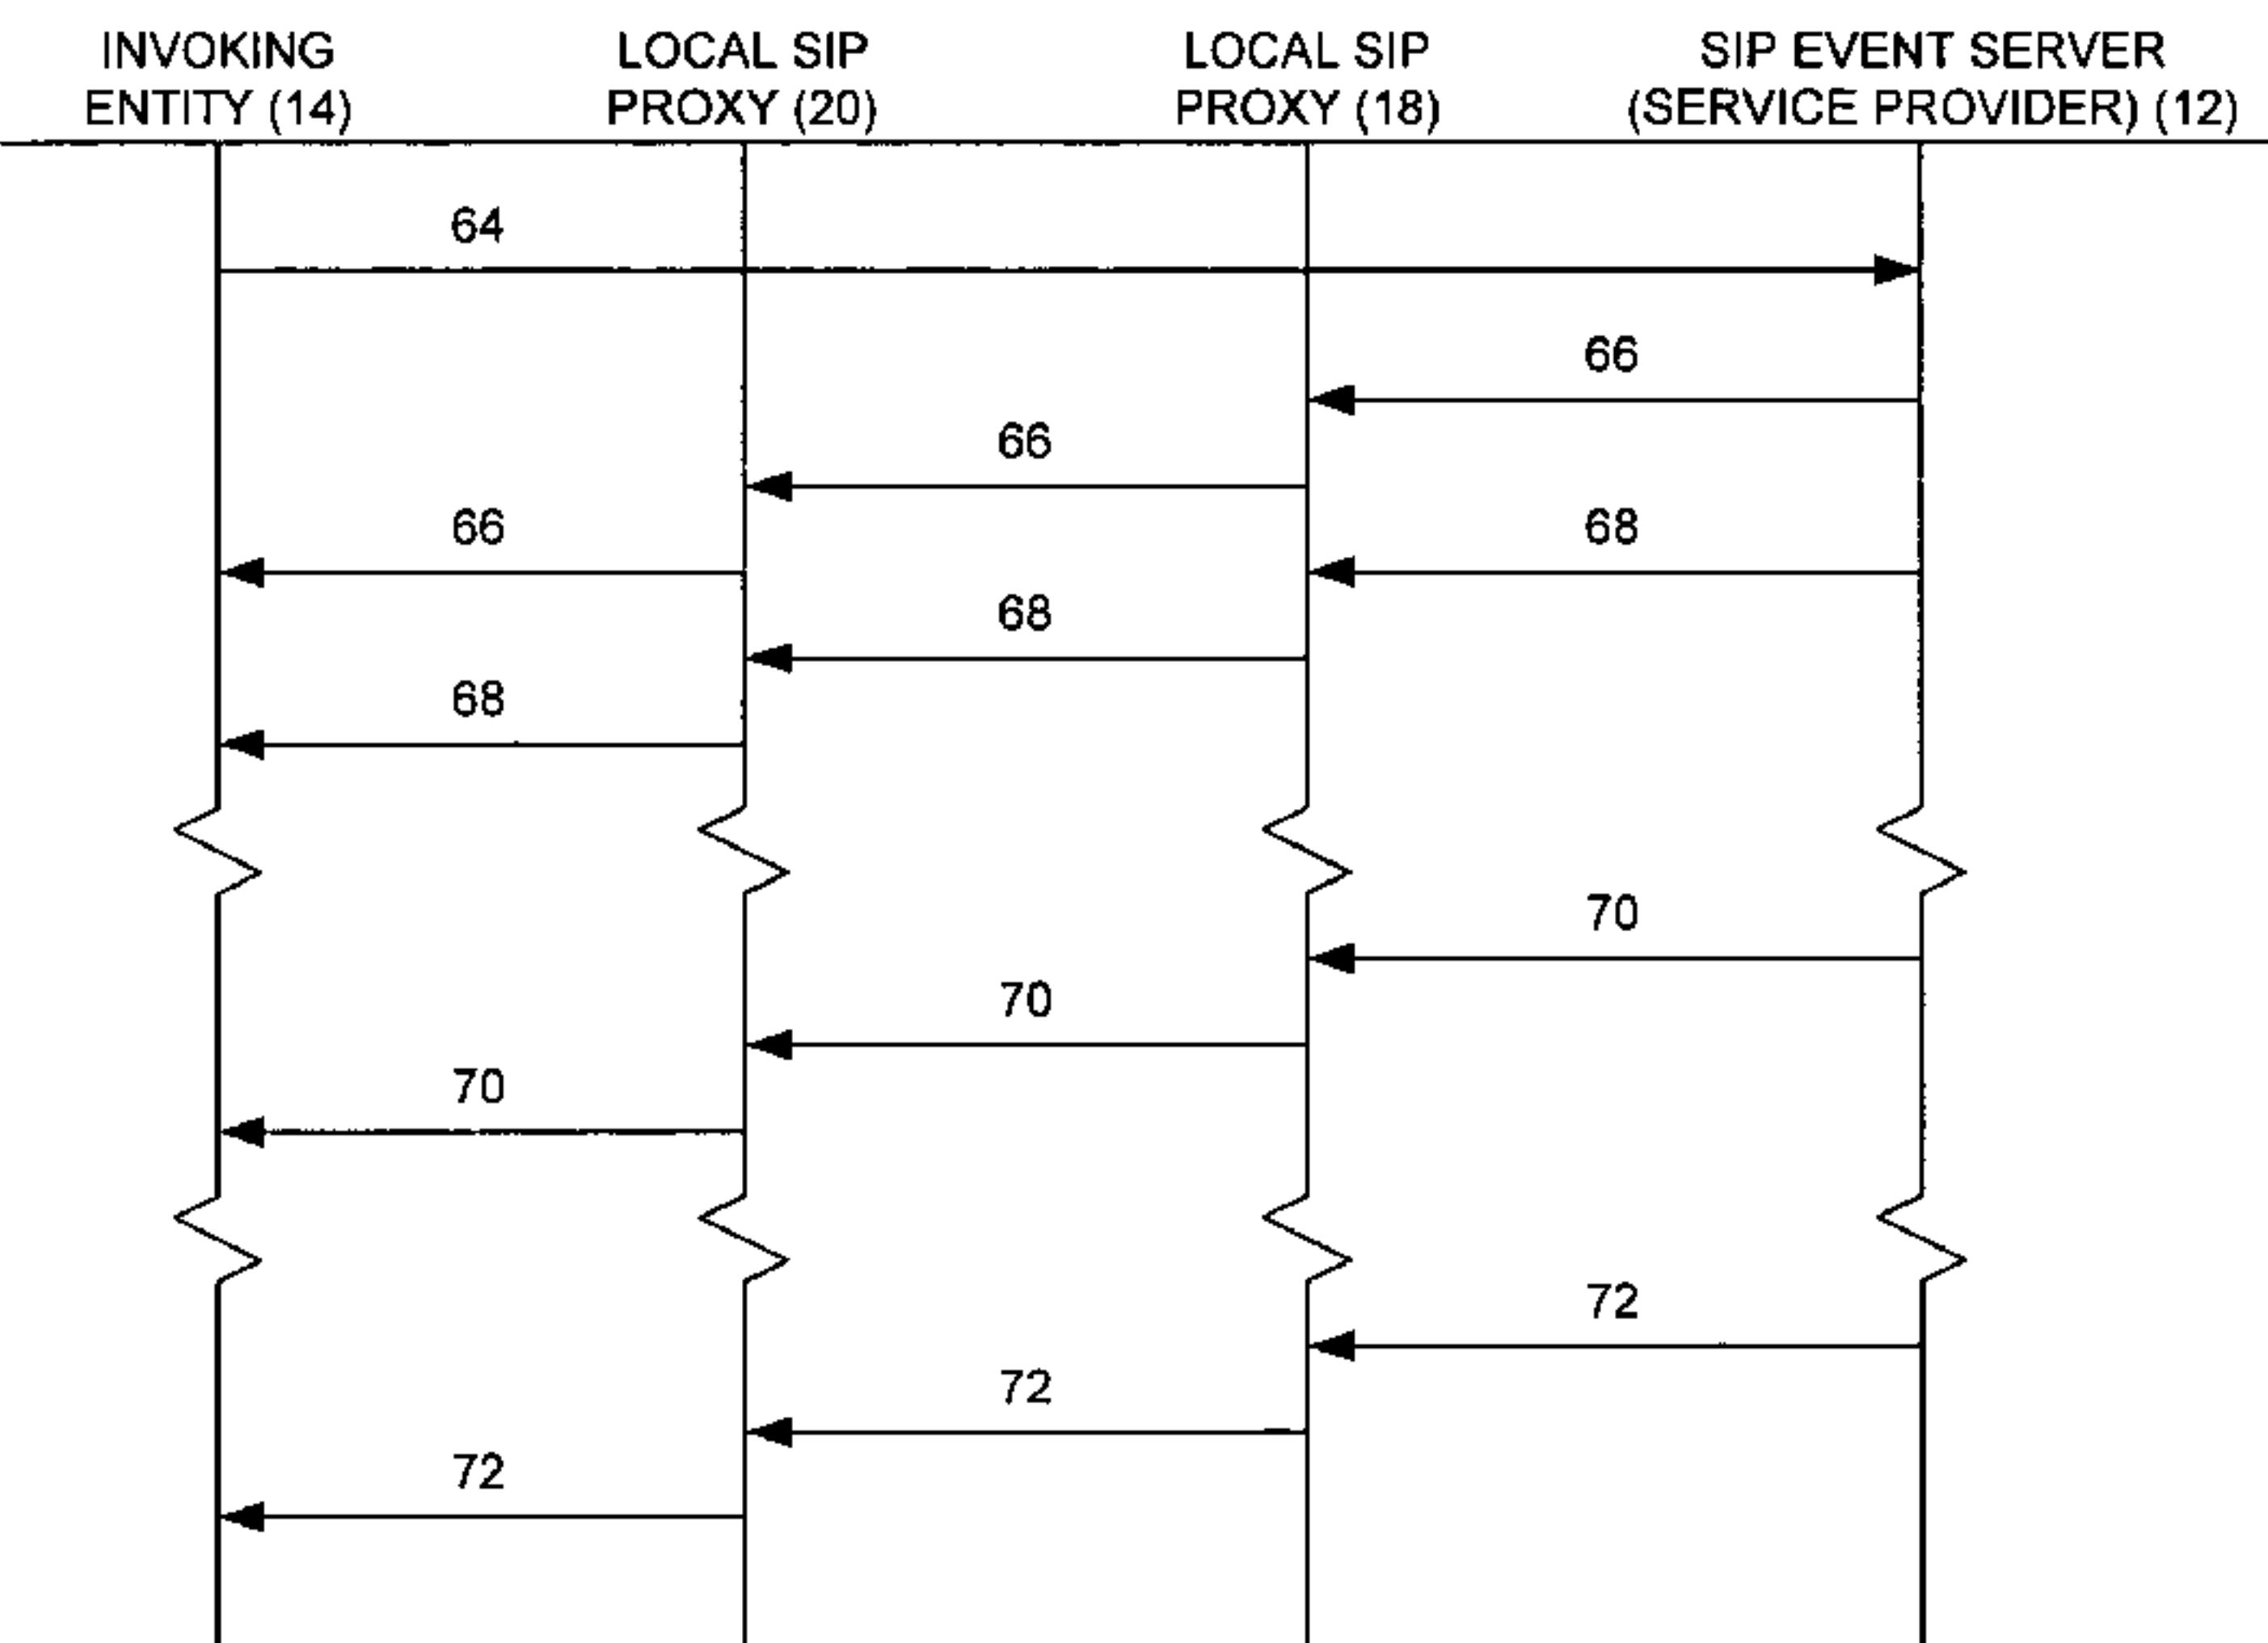 INVOKING
ENTITY (14)
LOCAL SIP
PROXY (20)
LOCAL SIP
PROXY (18)
SIP EVENT SERVER
(SERVICE PROVIDER) (12)
64
66
66
66
68
68
68
70
70
70
72
72
72